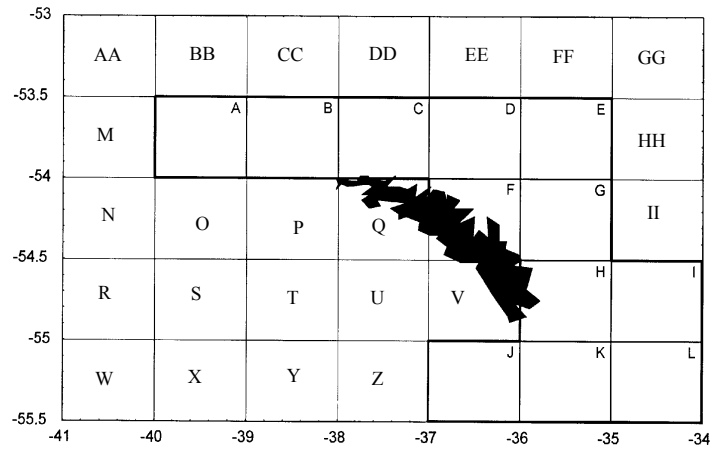 -53
AA BB CC DD EE FF GG
-53.5
A B C D E
M HH
-54
F G
N O P Q II
-54.5
H I
R S T U V
-55
J K L
W X Y Z
-55.5
-41 -40 -39 -38 -37 -36 -35 -34